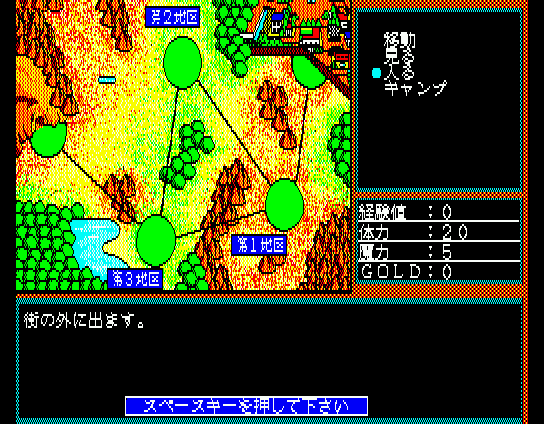 第2地区
移動
見る
入る
キャンプ
第1地区
第3地区
経験値 :0
体力 :20
魔力 :5
GOLD:0
街の外に出ます。
スペースキーを押して下さい